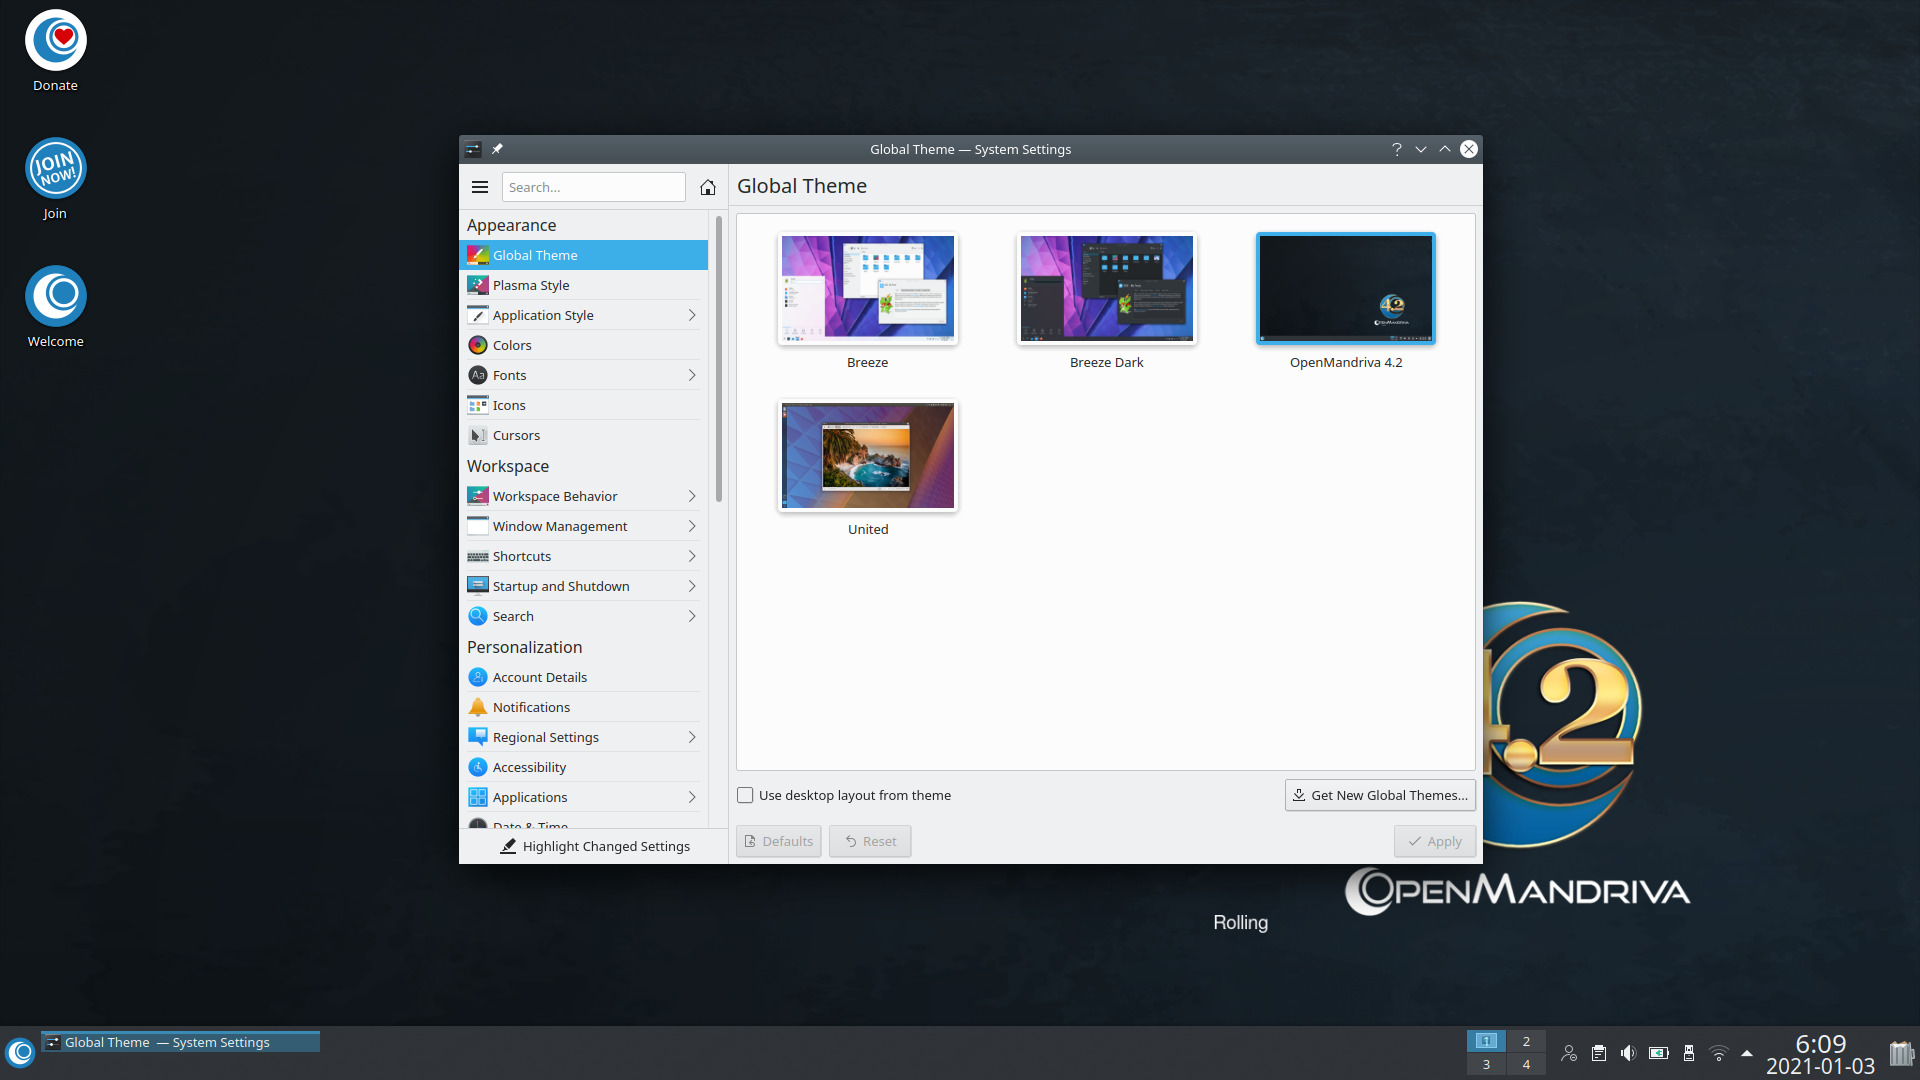 Donate
JOIN
NOW!
Join
Welcome
Global Theme — System Settings
Search...
Global Theme
Appearance
Global Theme
Plasma Style
Application Style
Colors
Aa
Fonts
Icons
Cursors
Workspace
Workspace Behavior
Window Management
Shortcuts
Startup and Shutdown
Search
Personalization
Account Details
Notifications
Regional Settings
Accessibility
Applications
Date & Time
Highlight Changed Settings
Breeze
Breeze Dark
4.2
OPENMANDRIVA
OpenMandriva 4.2
United
Use desktop layout from theme
Get New Global Themes...
Defaults
Reset
Apply
4.2
OPENMANDRIVA
Rolling
Global Theme — System Settings
1
2
3
4
6:09
2021-01-03